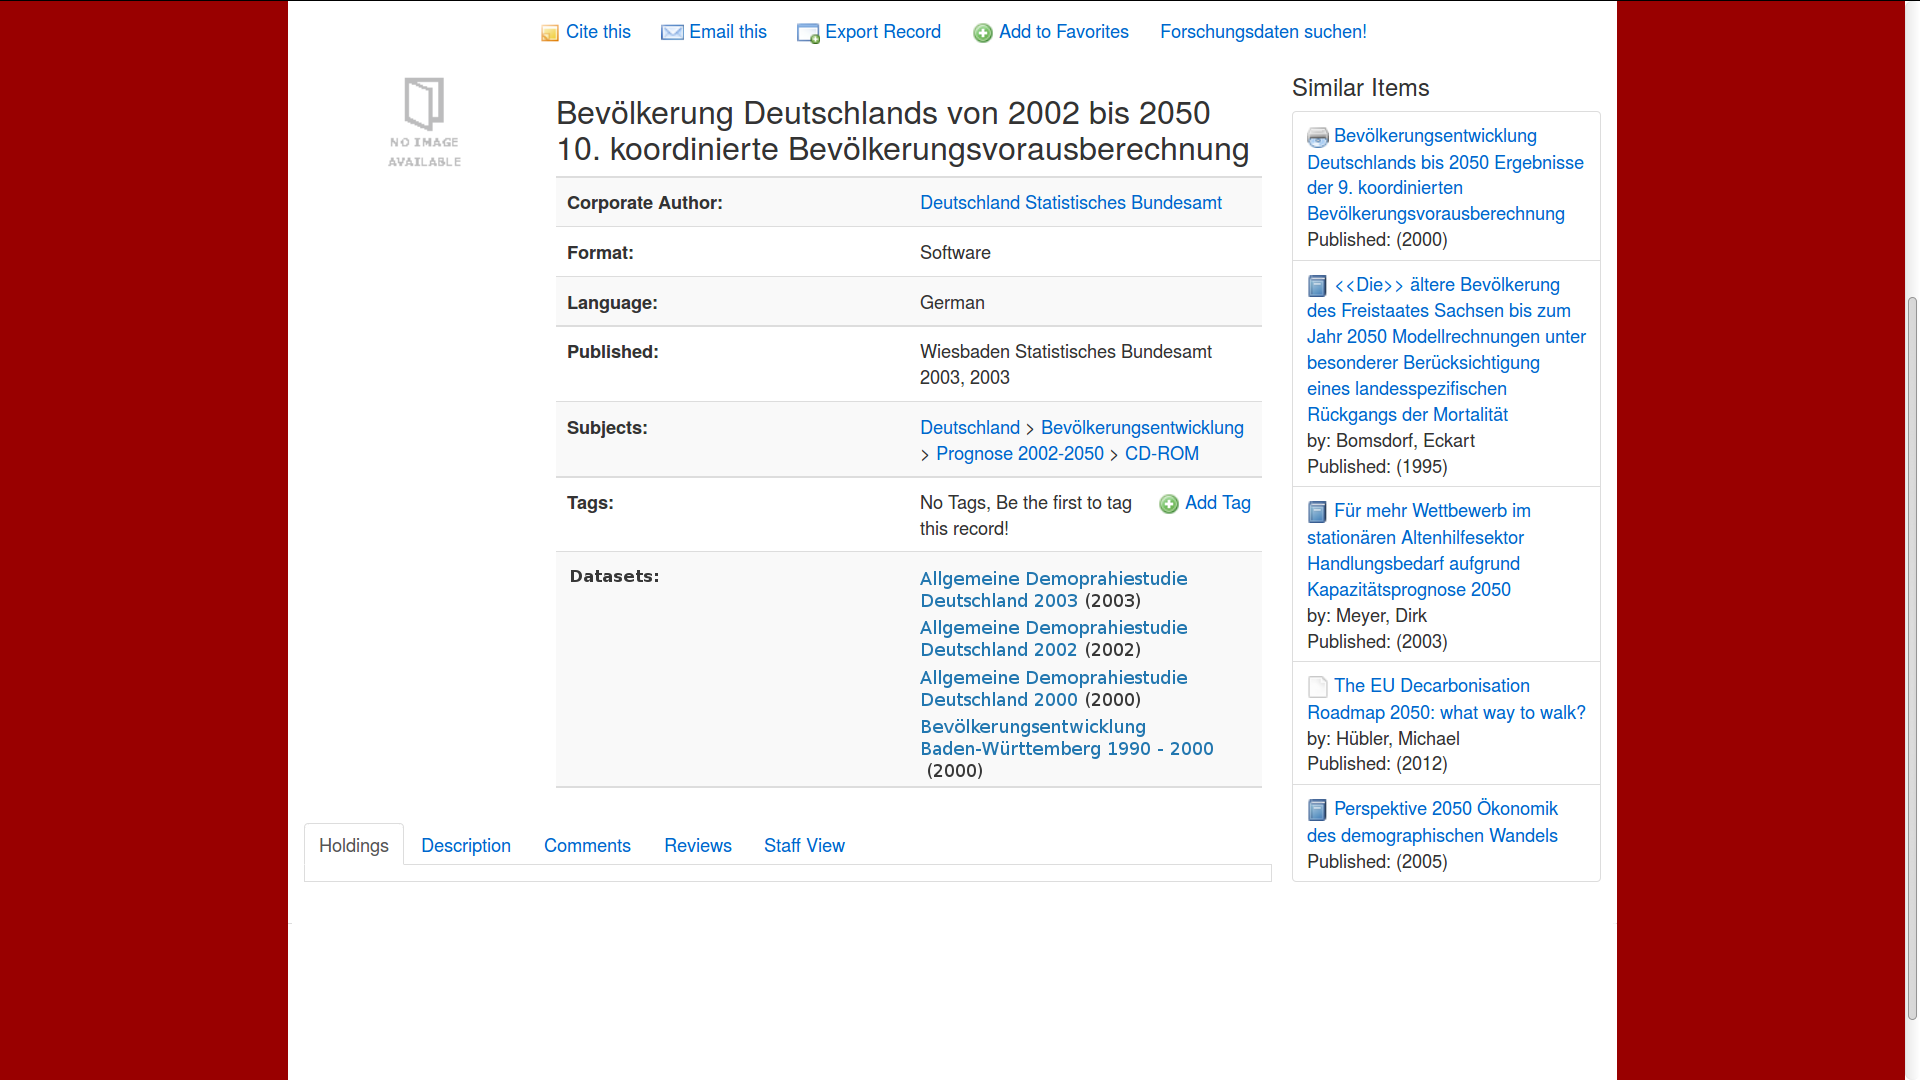 Cite this Email this Export Record Add to Favorites Forschungsdaten suchen!
NO IMAGE
AVAILABLE
Bevölkerung Deutschlands von 2002 bis 2050
10. koordinierte Bevölkerungsvorausberechnung
Corporate Author: Deutschland Statistisches Bundesamt
Format: Software
Language: German
Published: Wiesbaden Statistisches Bundesamt
2003, 2003
Subjects: Deutschland > Bevölkerungsentwicklung
> Prognose 2002-2050 > CD-ROM
Tags: No Tags, Be the first to tag Add Tag
this record!
Datasets: Allgemeine Demoprahiestudie
Deutschland 2003 (2003)
Allgemeine Demoprahiestudie
Deutschland 2002 (2002)
Allgemeine Demoprahiestudie
Deutschland 2000 (2000)
Bevölkerungsentwicklung
Baden-Württemberg 1990 - 2000
(2000)
Holdings Description Comments Reviews Staff View
Similar Items
Bevölkerungsentwicklung
Deutschlands bis 2050 Ergebnisse
der 9. koordinierten
Bevölkerungsvorausberechnung
Published: (2000)
<<Die>> ältere Bevölkerung
des Freistaates Sachsen bis zum
Jahr 2050 Modellrechnungen unter
besonderer Berücksichtigung
eines landesspezifischen
Rückgangs der Mortalität
by: Bomsdorf, Eckart
Published: (1995)
Für mehr Wettbewerb im
stationären Altenhilfesektor
Handlungsbedarf aufgrund
Kapazitätsprognose 2050
by: Meyer, Dirk
Published: (2003)
The EU Decarbonisation
Roadmap 2050: what way to walk?
by: Hübler, Michael
Published: (2012)
Perspektive 2050 Ökonomik
des demographischen Wandels
Published: (2005)